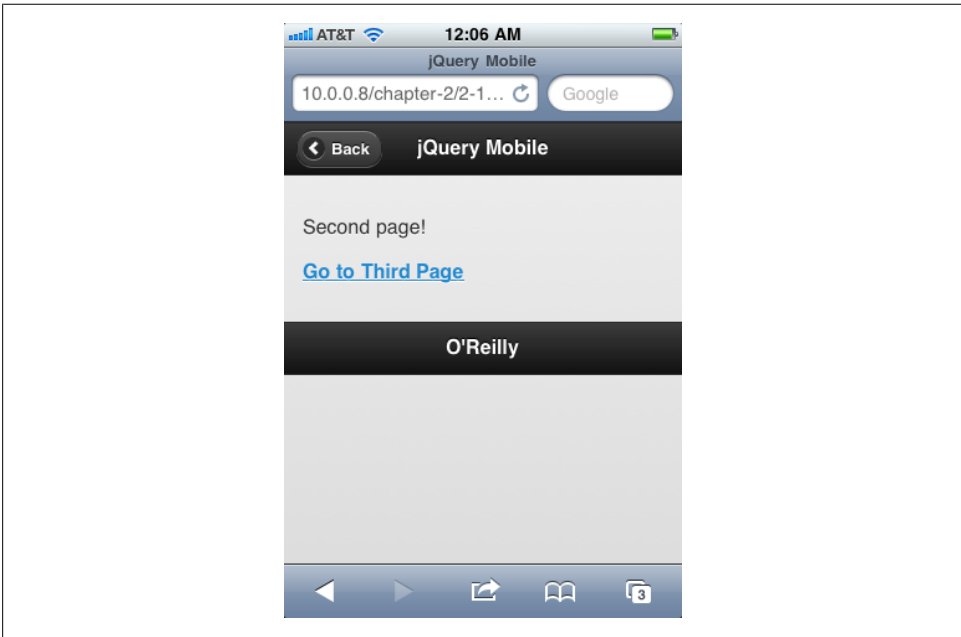 AT&T 12:06 AM
jQuery Mobile
10.0.0.8/chapter-2/2-1... Google
Back jQuery Mobile
Second page!
Go to Third Page
O'Reilly
3